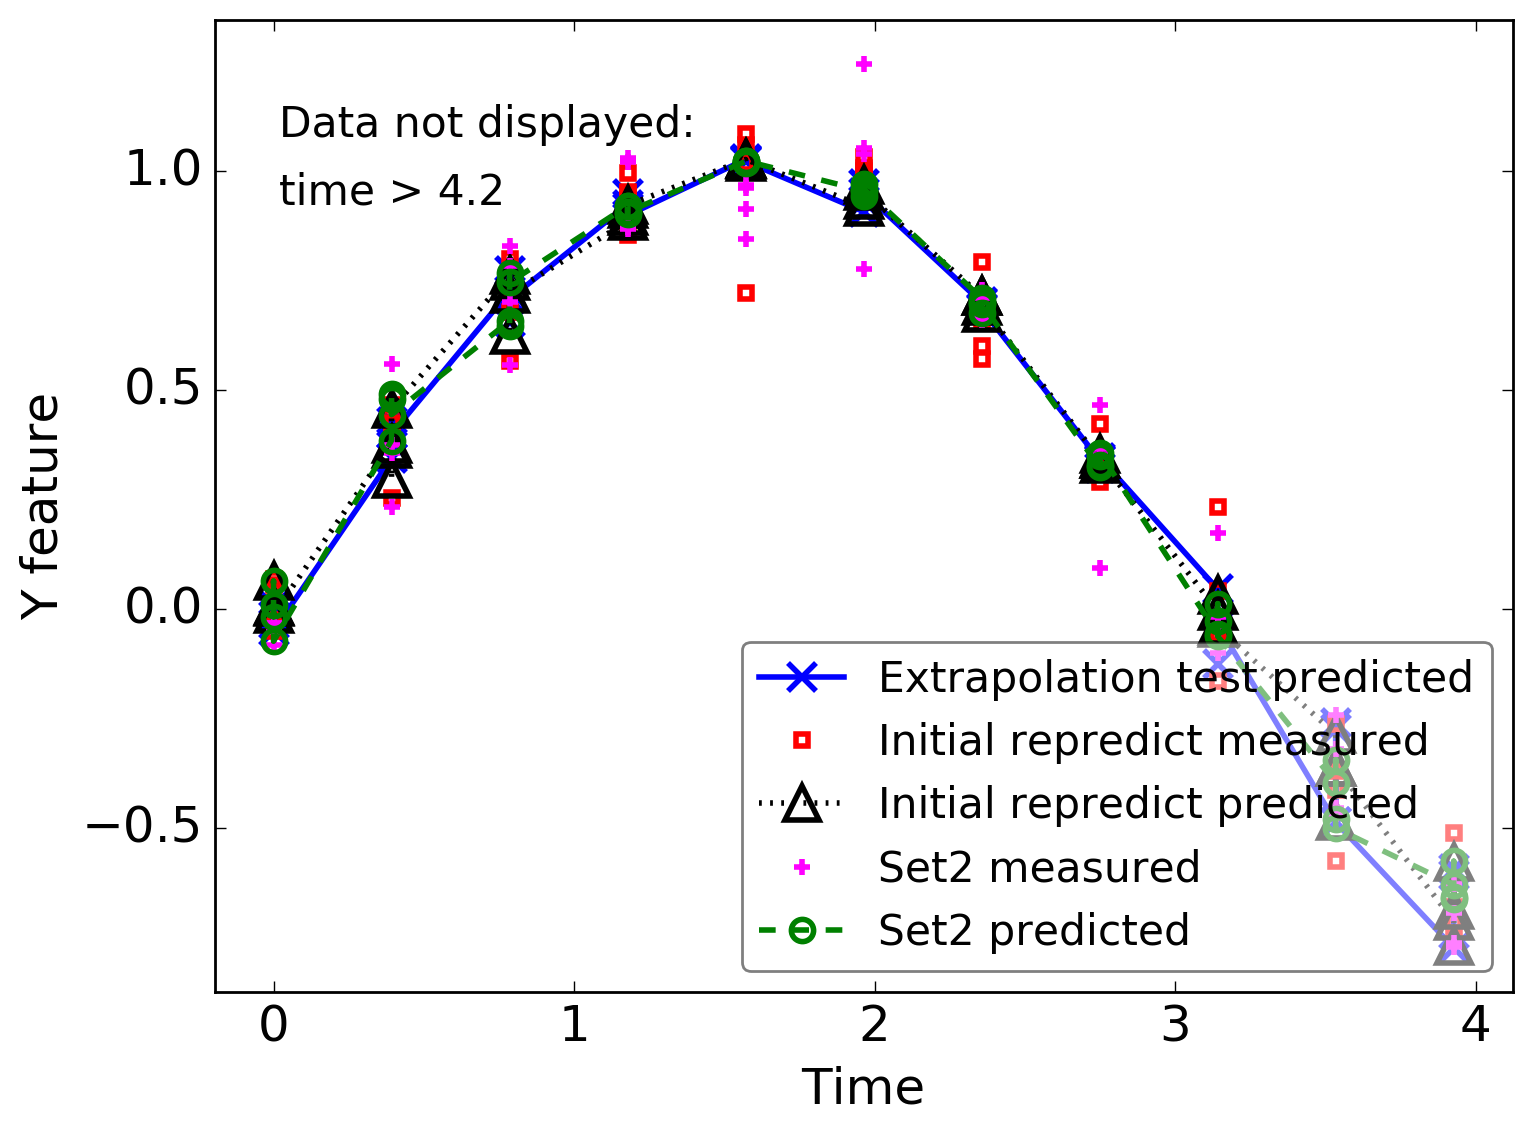 Data not displayed:
time > 4.2
1.0
0.5
0.0
−0.5
Y feature
Extrapolation test predicted
Initial repredict measured
Initial repredict predicted
Set2 measured
Set2 predicted
0 1 2 3 4
Time